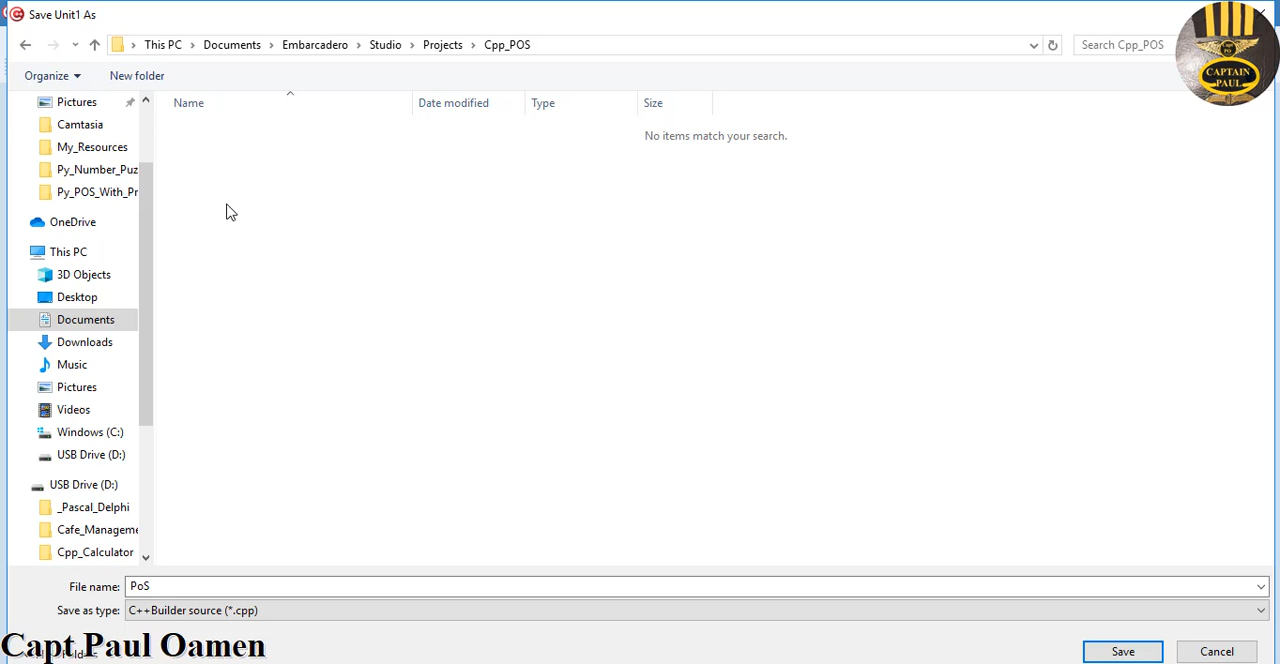 Save Unit1 As
This PC > Documents > Embarcadero > Studio > Projects > Cpp_POS
Search Cpp_POS
Capt PO
CAPTAIN PAUL
Organize
New folder
Name
Date modified
Type
Size
No items match your search.
Pictures
Camtasia
My_Resources
Py_Number_Puz
Py_POS_With_Pr
OneDrive
This PC
3D Objects
Desktop
Documents
Downloads
Music
Pictures
Videos
Windows (C:)
USB Drive (D:)
USB Drive (D:)
_Pascal_Delphi
Cafe_Manageme
Cpp_Calculator
File name: PoS
Save as type: C++Builder source (*.cpp)
Capt Paul Oamen
Save
Cancel